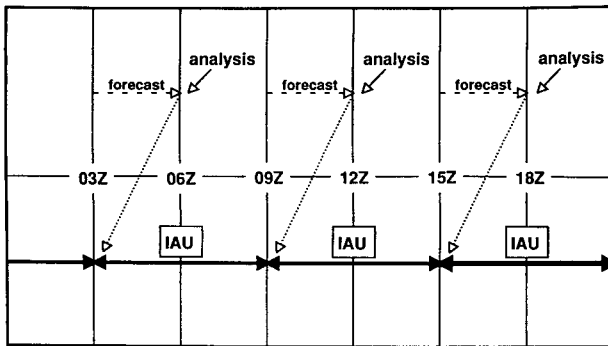 analysis analysis analysis
forecast forecast forecast
03Z 06Z 09Z 12Z 15Z 18Z
IAU IAU IAU